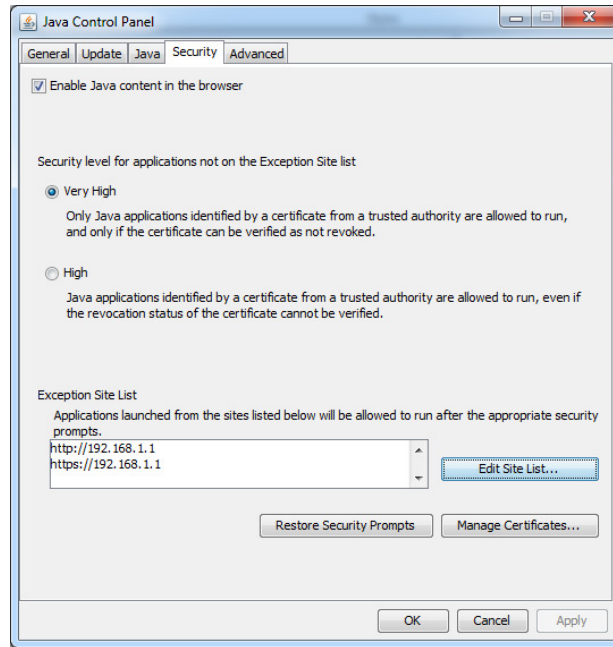 Java Control Panel
General Update Java Security Advanced
Enable Java content in the browser
Security level for applications not on the Exception Site list
Very High
Only Java applications identified by a certificate from a trusted authority are allowed to run,
and only if the certificate can be verified as not revoked.
High
Java applications identified by a certificate from a trusted authority are allowed to run, even if
the revocation status of the certificate cannot be verified.
Exception Site List
Applications launched from the sites listed below will be allowed to run after the appropriate security
prompts.
http://192.168.1.1
https://192.168.1.1
Edit Site List...
Restore Security Prompts Manage Certificates...
OK Cancel Apply